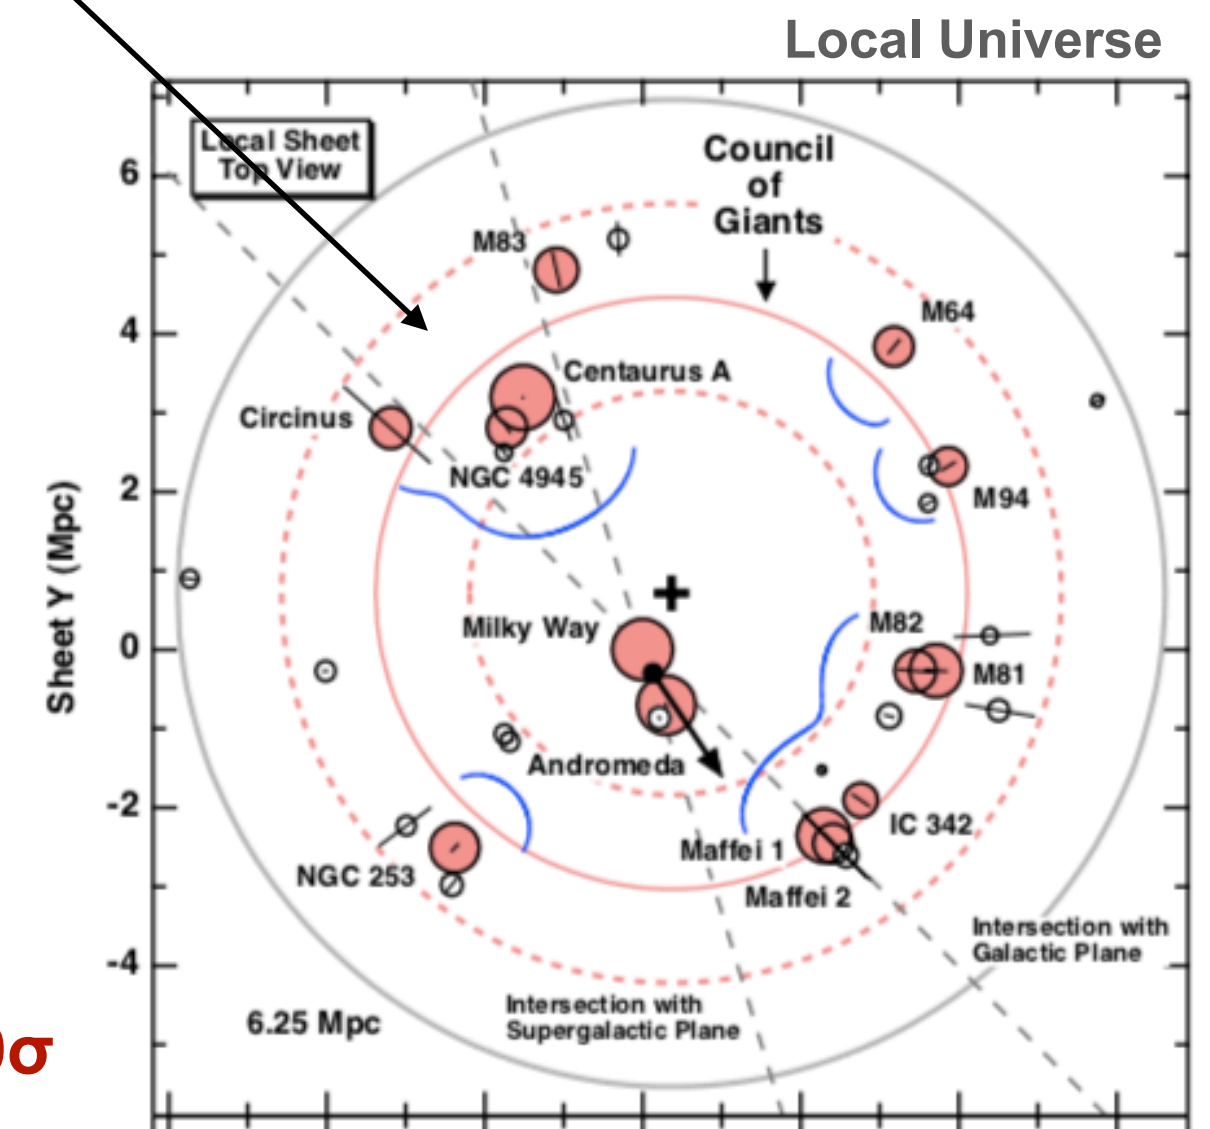 Local Universe
Local Sheet
Top View
Council
of
Giants
6
M83
M64
4
Centaurus A
Circinus
NGC 4945
2
M94
Sheet Y (Mpc)
Milky Way
M82
0
M81
Andromeda
-2
IC 342
Maffei 1
NGC 253
Maffei 2
Intersection with
Galactic Plane
-4
Intersection with
Supergalactic Plane
6.25 Mpc
σ